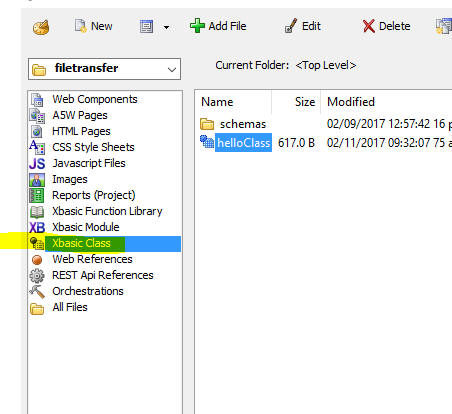 New Add File Edit Delete
filetransfer Current Folder: <Top Level>
Name Size Modified
Web Components
A5W Pages
HTML Pages
CSS Style Sheets
JS Javascript Files
Images
Reports (Project)
Xbasic Function Library
XB Xbasic Module
Xbasic Class
Web References
REST Api References
Orchestrations
All Files
schemas 02/09/2017 12:57:42 16 p
helloClass 617.0 B 02/11/2017 09:32:07 75 a